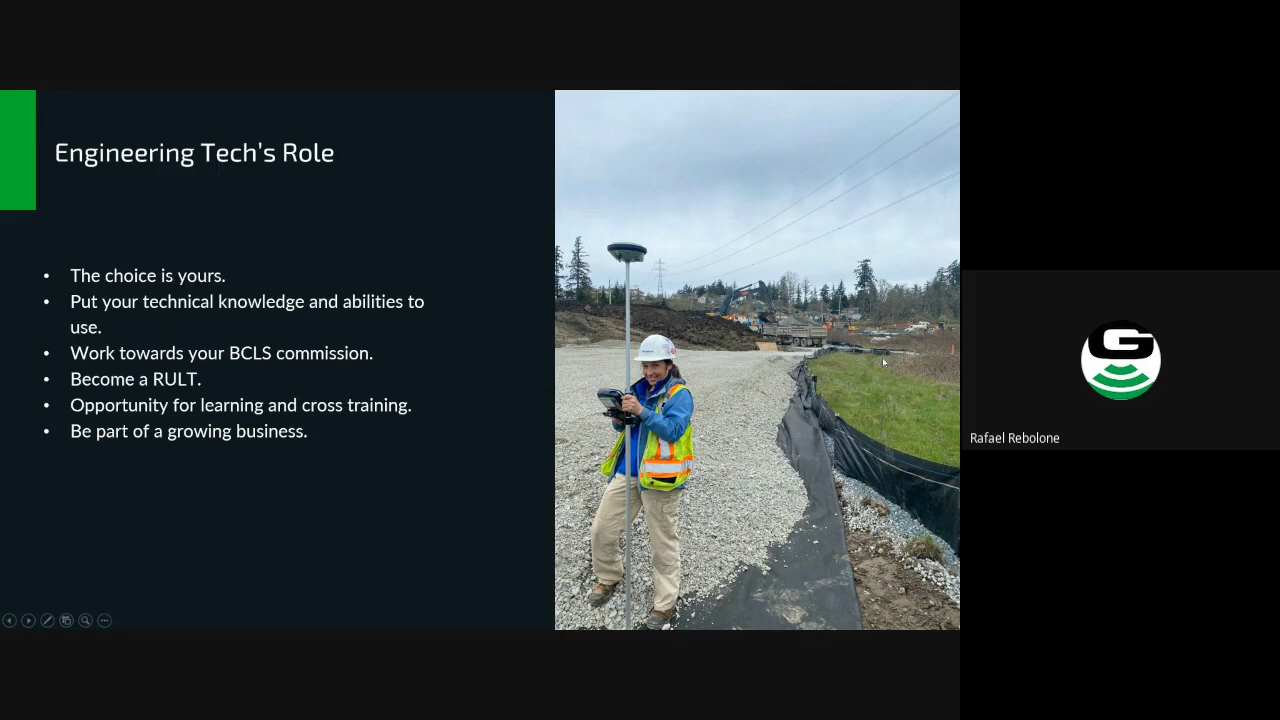 Engineering Tech's Role
• The choice is yours.
• Put your technical knowledge and abilities to
use.
• Work towards your BCLS commission.
• Become a RULT.
• Opportunity for learning and cross training.
• Be part of a growing business.
G
Rafael Rebolone